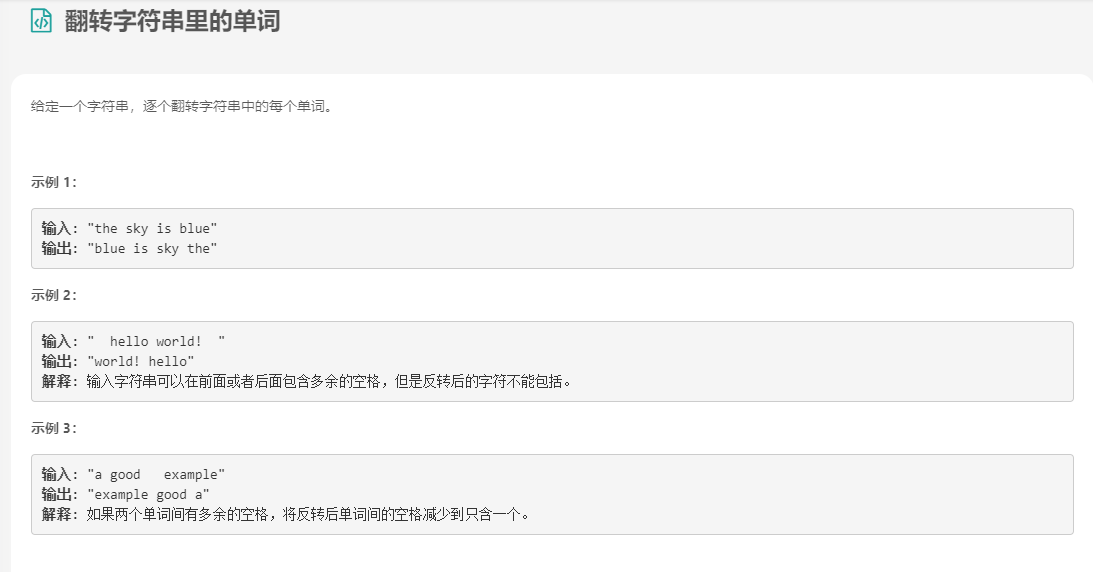 翻转字符串里的单词
给定一个字符串，逐个翻转字符串中的每个单词。
示例 1：
输入: "the sky is blue"
输出: "blue is sky the"
示例 2：
输入: "  hello world!  "
输出: "world! hello"
解释: 输入字符串可以在前面或者后面包含多余的空格，但是反转后的字符不能包括。
示例 3：
输入: "a good   example"
输出: "example good a"
解释: 如果两个单词间有多余的空格，将反转后单词间的空格减少到只含一个。